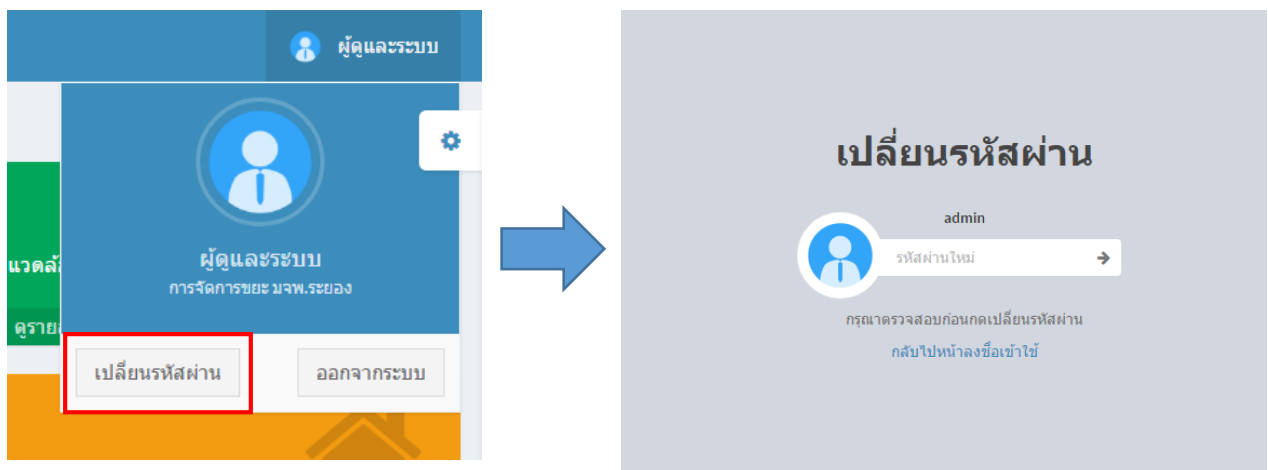 ผู้ดูแลระบบ
ผู้ดูแลระบบ
การจัดการขยะ มจพ.ระยอง
แวดล้
ดูราย
เปลี่ยนรหัสผ่าน
ออกจากระบบ
เปลี่ยนรหัสผ่าน
admin
รหัสผ่านใหม่
กรุณาตรวจสอบก่อนกดเปลี่ยนรหัสผ่าน
กลับไปหน้าลงชื่อเข้าใช้